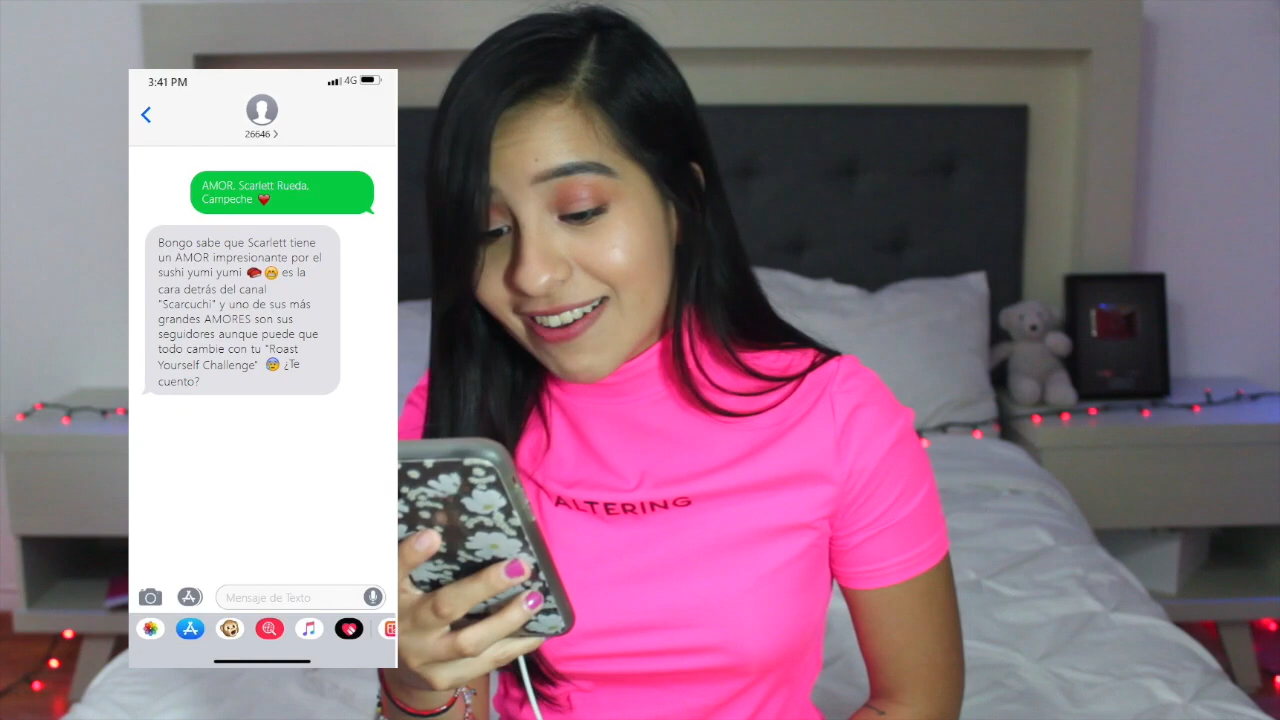 3:41 PM
4G
26646 >
AMOR, Scarlett Rueda,
Campeche ❤️
Bongo sabe que Scarlett tiene
un AMOR impresionante por el
sushi yumi yumi 🍣😁 es la
cara detrás del canal
"Scarcuchi" y uno de sus más
grandes AMORES son sus
seguidores aunque puede que
todo cambie con tu "Roast
Yourself Challenge" 😰 ¿Te
cuento?
Mensaje de Texto
ALTERING